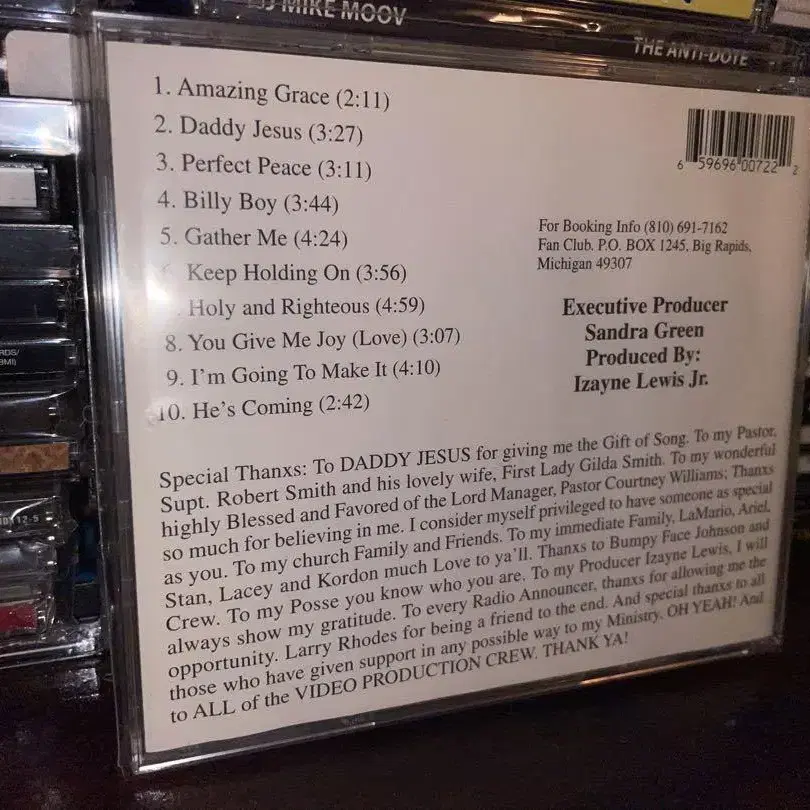 MIKE MOOV
THE ANTI-DOTE
1. Amazing Grace (2:11)
2. Daddy Jesus (3:27)
3. Perfect Peace (3:11)
4. Billy Boy (3:44)
5. Gather Me (4:24)
Keep Holding On (3:56)
Holy and Righteous (4:59)
8. You Give Me Joy (Love) (3:07)
9. I'm Going To Make It (4:10)
10. He's Coming (2:42)
6 59696 00722 2
For Booking Info (810) 691-7162
Fan Club. P.O. BOX 1245, Big Rapids,
Michigan 49307
Executive Producer
Sandra Green
Produced By:
Izayne Lewis Jr.
Special Thanxs: To DADDY JESUS for giving me the Gift of Song. To my Pastor,
Supt. Robert Smith and his lovely wife, First Lady Gilda Smith. To my wonderful
highly Blessed and Favored of the Lord Manager, Pastor Courtney Williams; Thanxs
so much for believing in me. I consider myself privileged to have someone as special
as you. To my church Family and Friends. To my immediate Family, LaMario, Ariel,
Stan, Lacey and Kordon much Love to ya'll. Thanxs to Bumpy Face Johnson and
Crew. To my Posse you know who you are. To my Producer Izayne Lewis, I will
always show my gratitude. To every Radio Announcer, thanxs for allowing me the
opportunity. Larry Rhodes for being a friend to the end. And special thanxs to all
those who have given support in any possible way to my Ministry. OH YEAH! And
to ALL of the VIDEO PRODUCTION CREW. THANK YA!